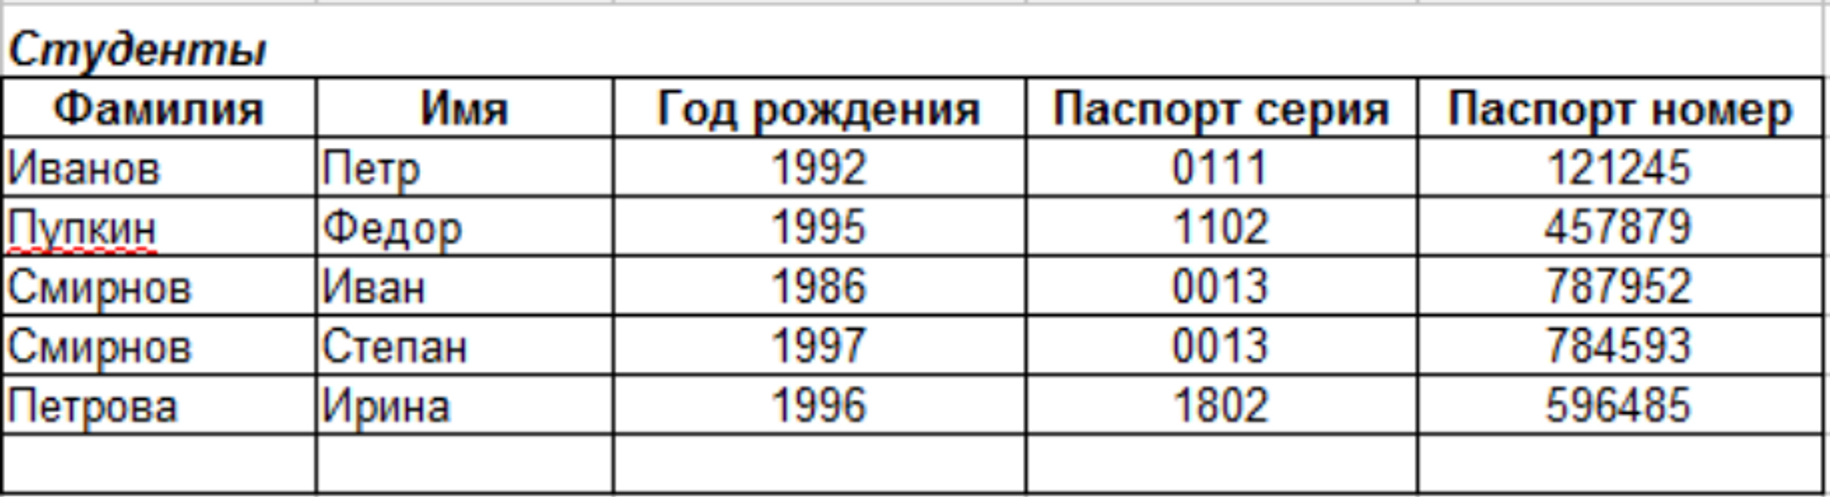 Студенты
Фамилия Имя Год рождения Паспорт серия Паспорт номер
Иванов Петр 1992 0111 121245
Пупкин Федор 1995 1102 457879
Смирнов Иван 1986 0013 787952
Смирнов Степан 1997 0013 784593
Петрова Ирина 1996 1802 596485